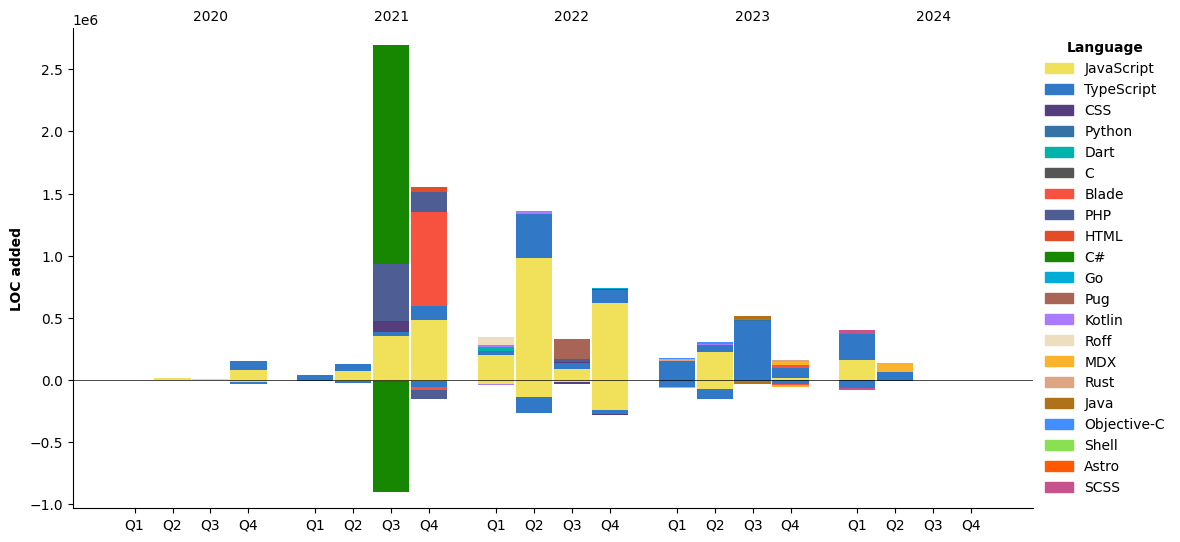 2020 2021 2022 2023 2024
1e6
Language
JavaScript
TypeScript
CSS
Python
Dart
C
Blade
PHP
HTML
C#
Go
Pug
Kotlin
Roff
MDX
Rust
Java
Objective-C
Shell
Astro
SCSS
LOC added
2.5
2.0
1.5
1.0
0.5
0.0
−0.5
−1.0
Q1 Q2 Q3 Q4 Q1 Q2 Q3 Q4 Q1 Q2 Q3 Q4 Q1 Q2 Q3 Q4 Q1 Q2 Q3 Q4